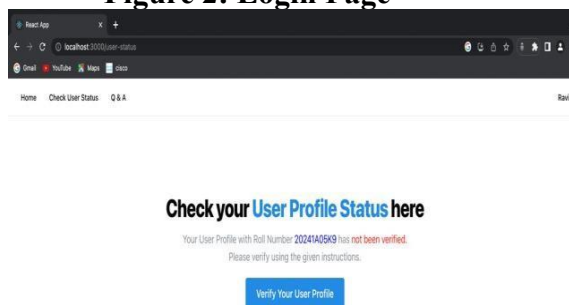 Figure 2: Login Page
React App
localhost:3000/user-status
Gmail YouTube Maps cisco
Home Check User Status Q & A Ravi
Check your User Profile Status here
Your User Profile with Roll Number 20241A05K9 has not been verified.
Please verify using the given instructions.
Verify Your User Profile